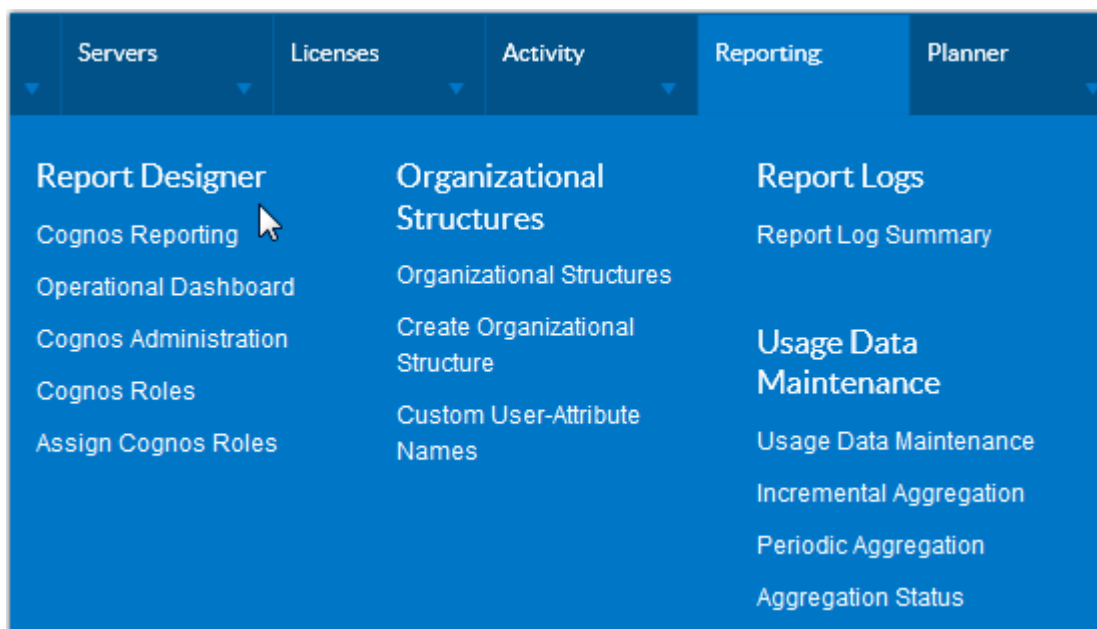 Servers
Licenses
Activity
Reporting
Planner
Report Designer
Cognos Reporting
Operational Dashboard
Cognos Administration
Cognos Roles
Assign Cognos Roles
Organizational
Structures
Organizational Structures
Create Organizational
Structure
Custom User-Attribute
Names
Report Logs
Report Log Summary
Usage Data
Maintenance
Usage Data Maintenance
Incremental Aggregation
Periodic Aggregation
Aggregation Status